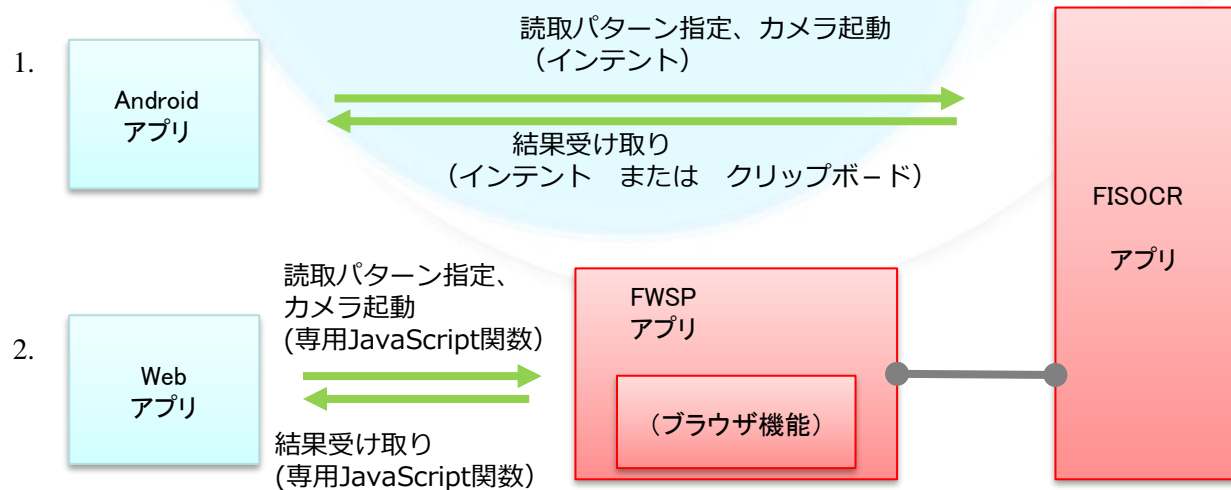 1.
Android
アプリ
読取パターン指定、カメラ起動
（インテント）
結果受け取り
（インテント　または　クリップボード）
FISOCR
アプリ
2.
Web
アプリ
読取パターン指定、
カメラ起動
(専用JavaScript関数）
結果受け取り
(専用JavaScript関数）
FWSP
アプリ
（ブラウザ機能）